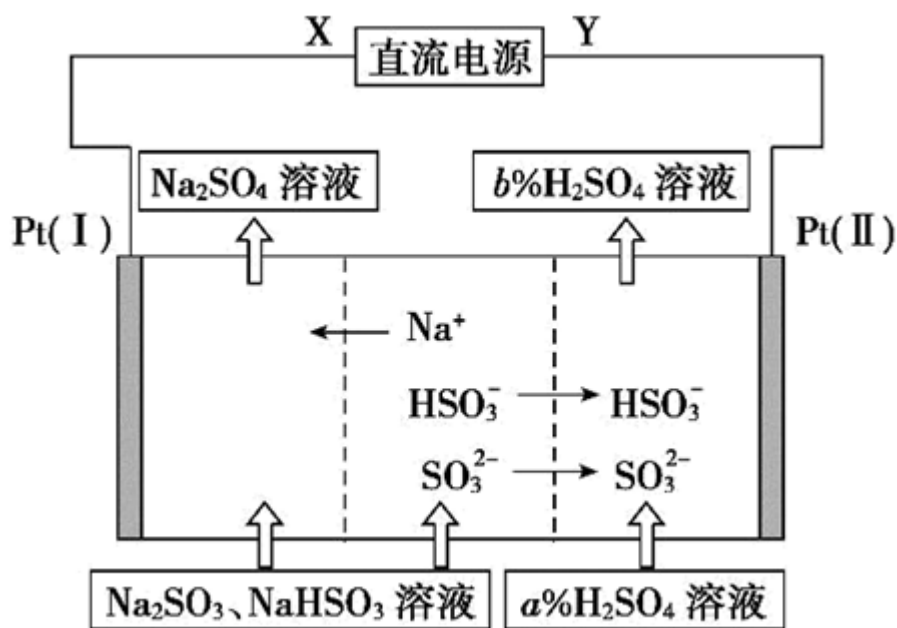 X 直流电源 Y
Na₂SO₄ 溶液 b%H₂SO₄ 溶液
Pt(Ⅰ) Pt(Ⅱ)
Na⁺
HSO₃⁻ HSO₃⁻
SO₃²⁻ SO₃²⁻
Na₂SO₃、NaHSO₃ 溶液 a%H₂SO₄ 溶液